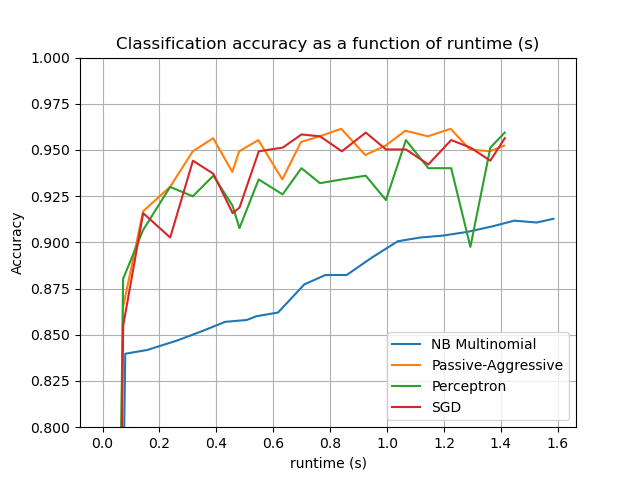 Classification accuracy as a function of runtime (s)
1.000
0.975
0.950
0.925
0.900
0.875
0.850
0.825
0.800
Accuracy
0.0 0.2 0.4 0.6 0.8 1.0 1.2 1.4 1.6
runtime (s)
NB Multinomial
Passive-Aggressive
Perceptron
SGD